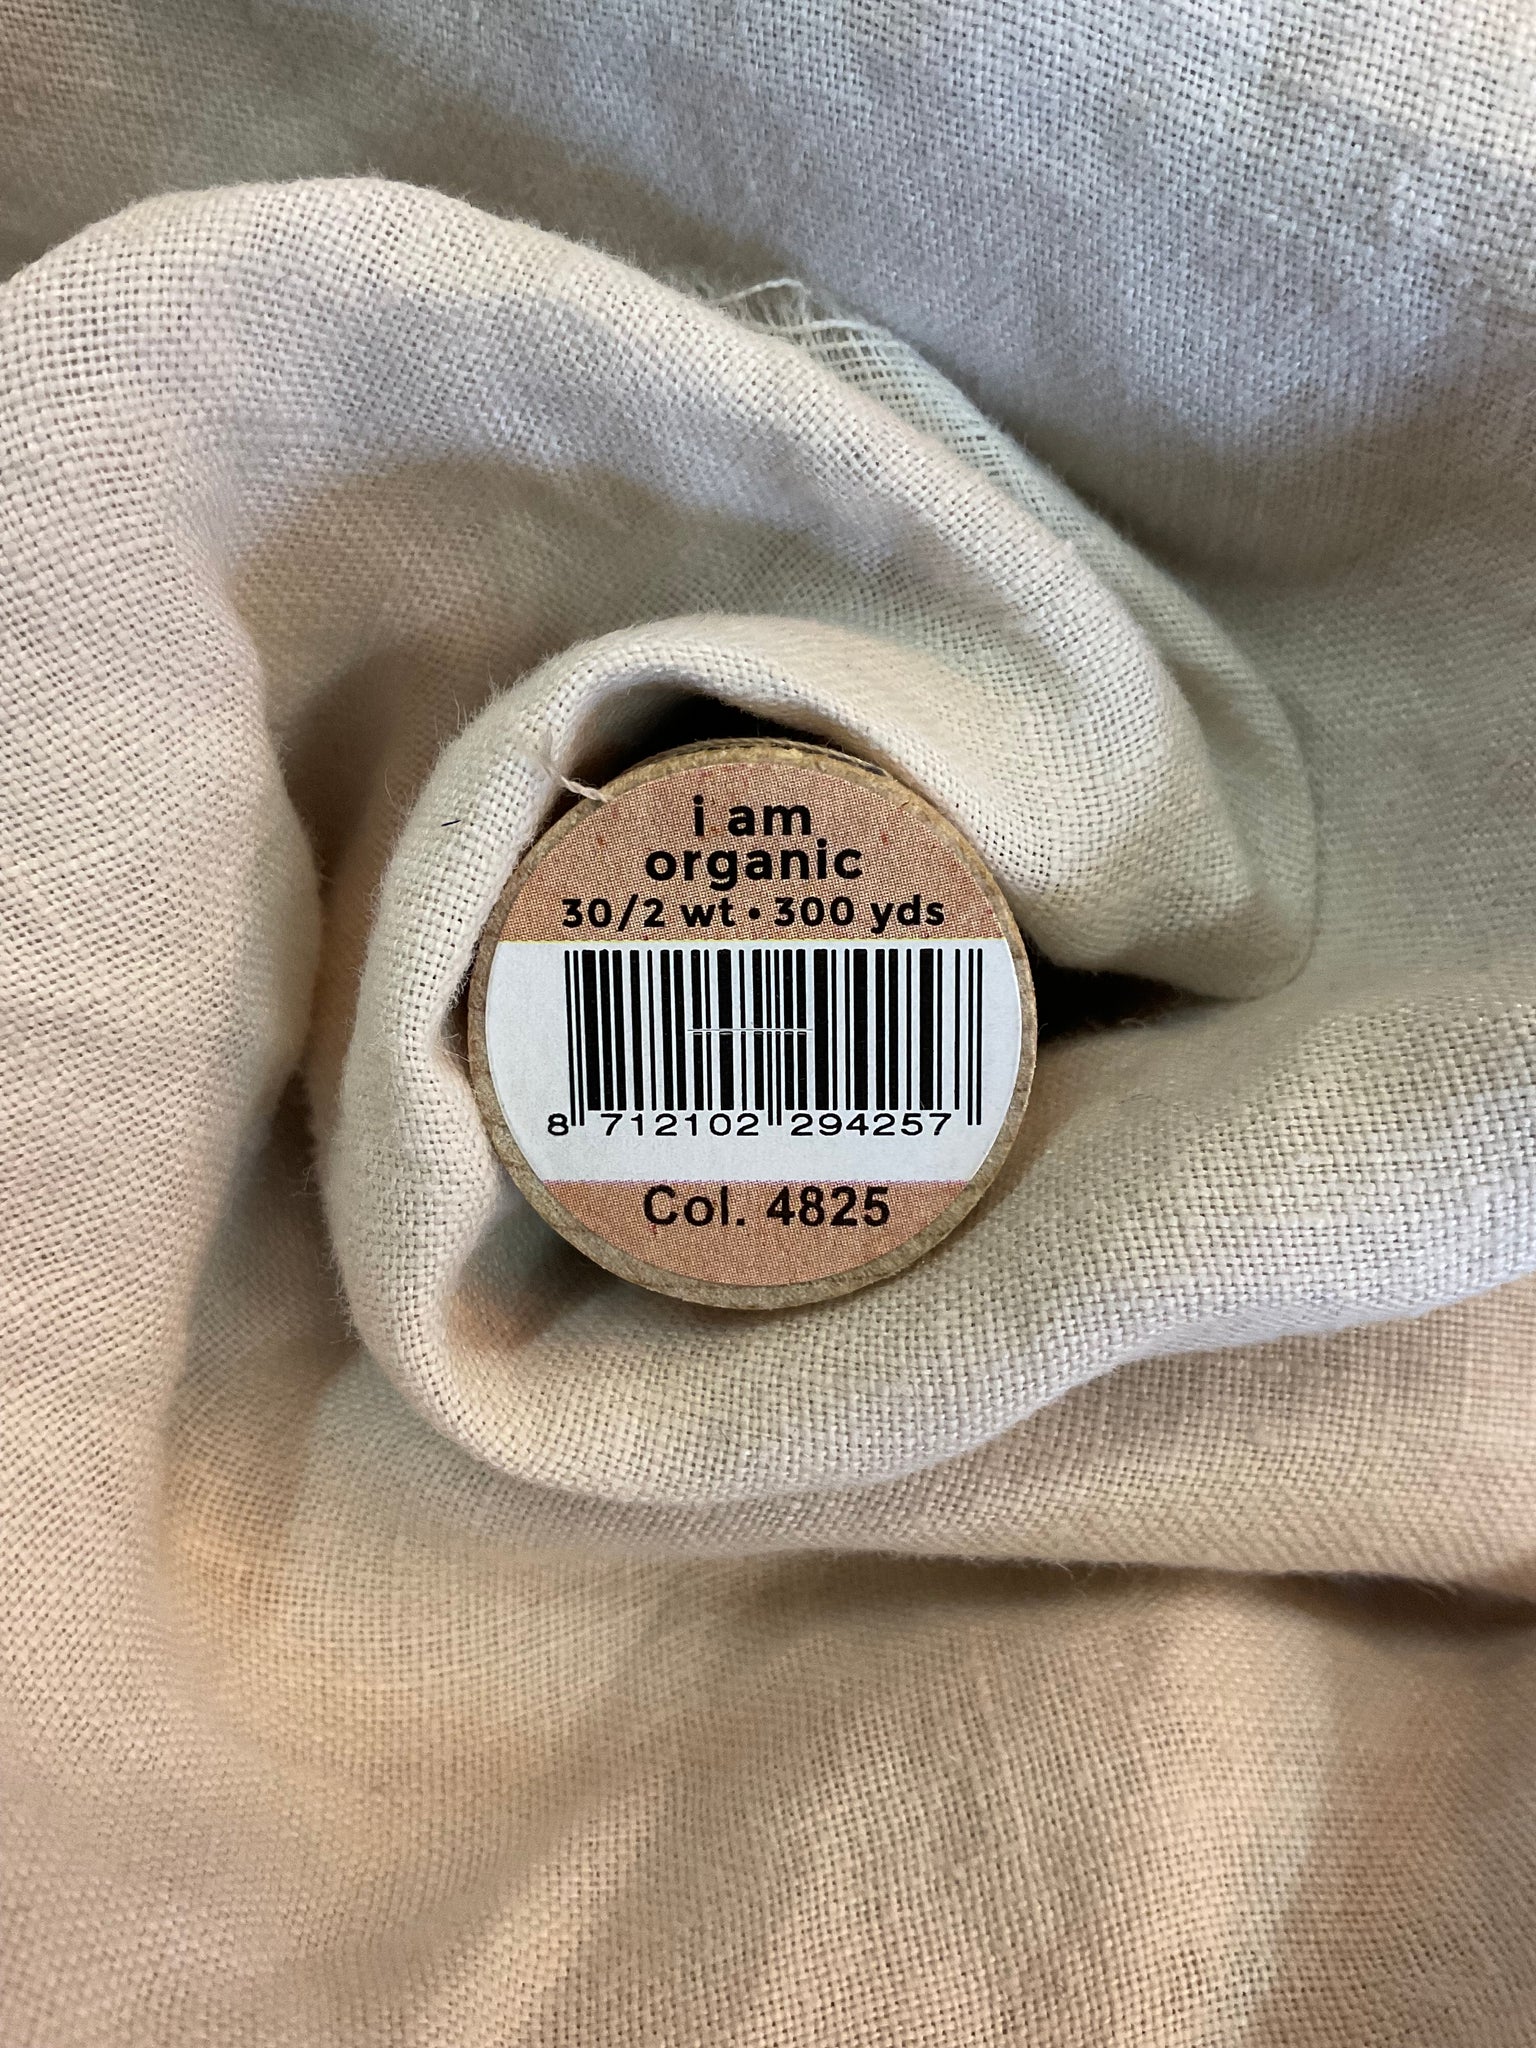 i am
organic
30/2 wt • 300 yds
8 712102 294257
Col. 4825